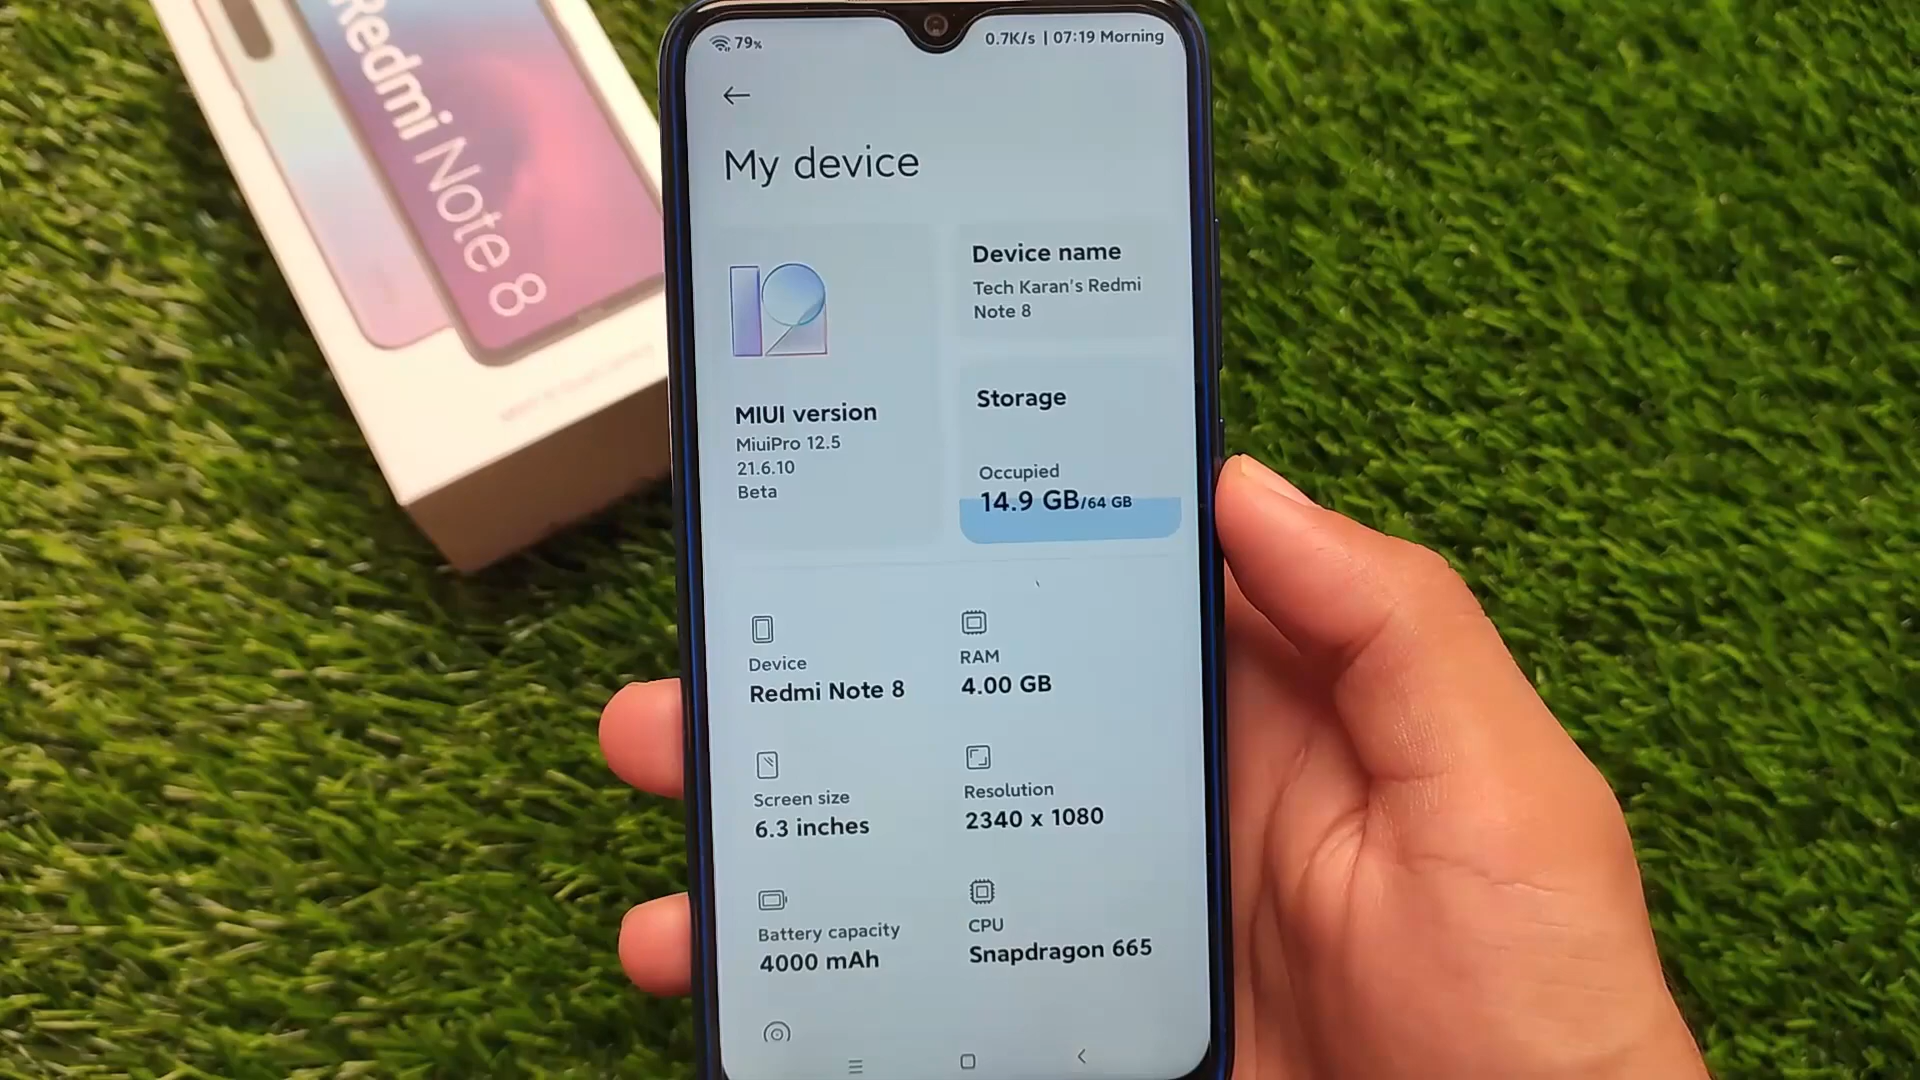 Redmi Note 8
79%
0.7K/s | 07:19 Morning
My device
12
MIUI version
MiuiPro 12.5
21.6.10
Beta
Device name
Tech Karan's Redmi
Note 8
Storage
Occupied
14.9 GB/64 GB
Device
Redmi Note 8
RAM
4.00 GB
Screen size
6.3 inches
Resolution
2340 x 1080
Battery capacity
4000 mAh
CPU
Snapdragon 665